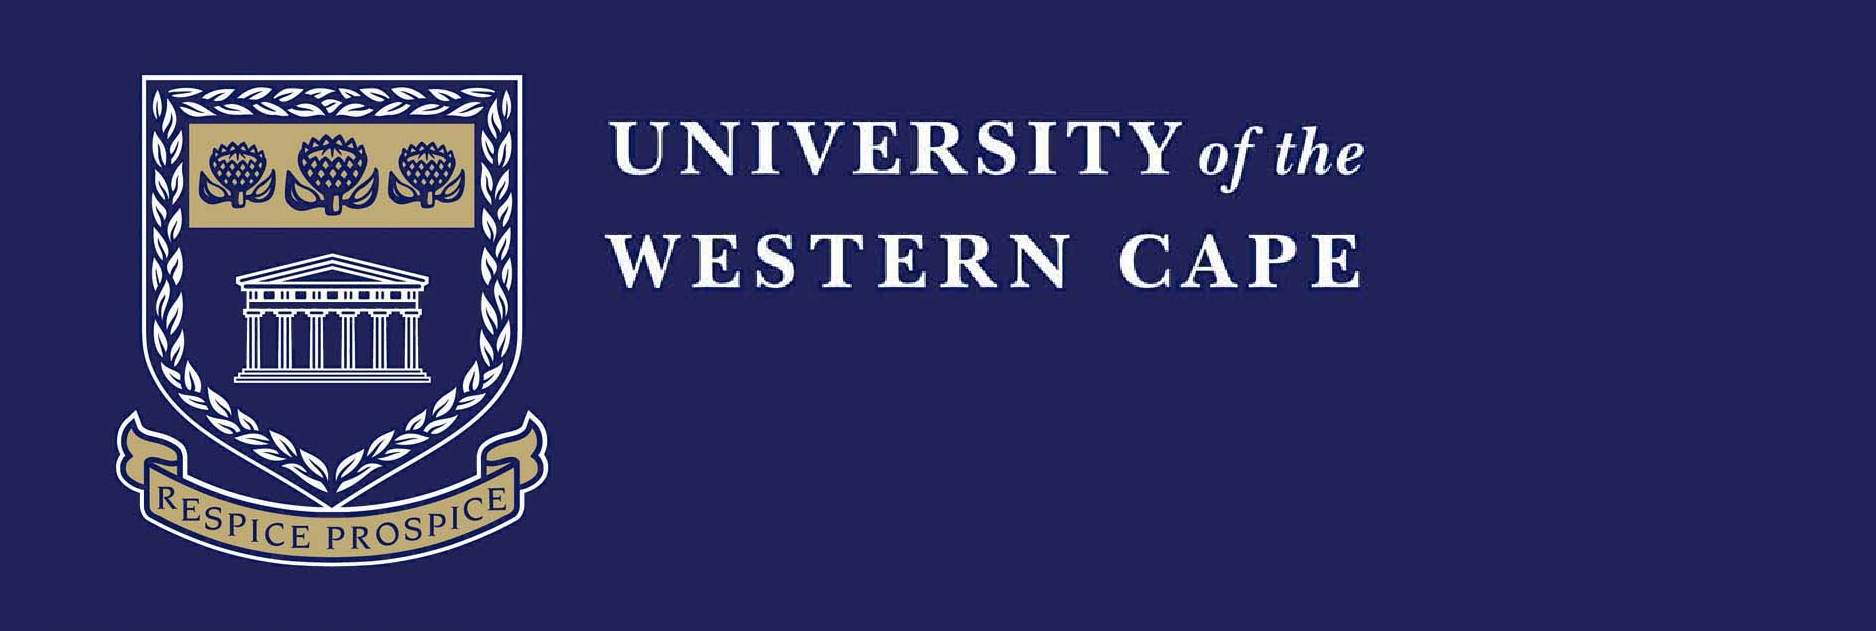 UNIVERSITY of the
WESTERN CAPE
RESPICE PROSPICE